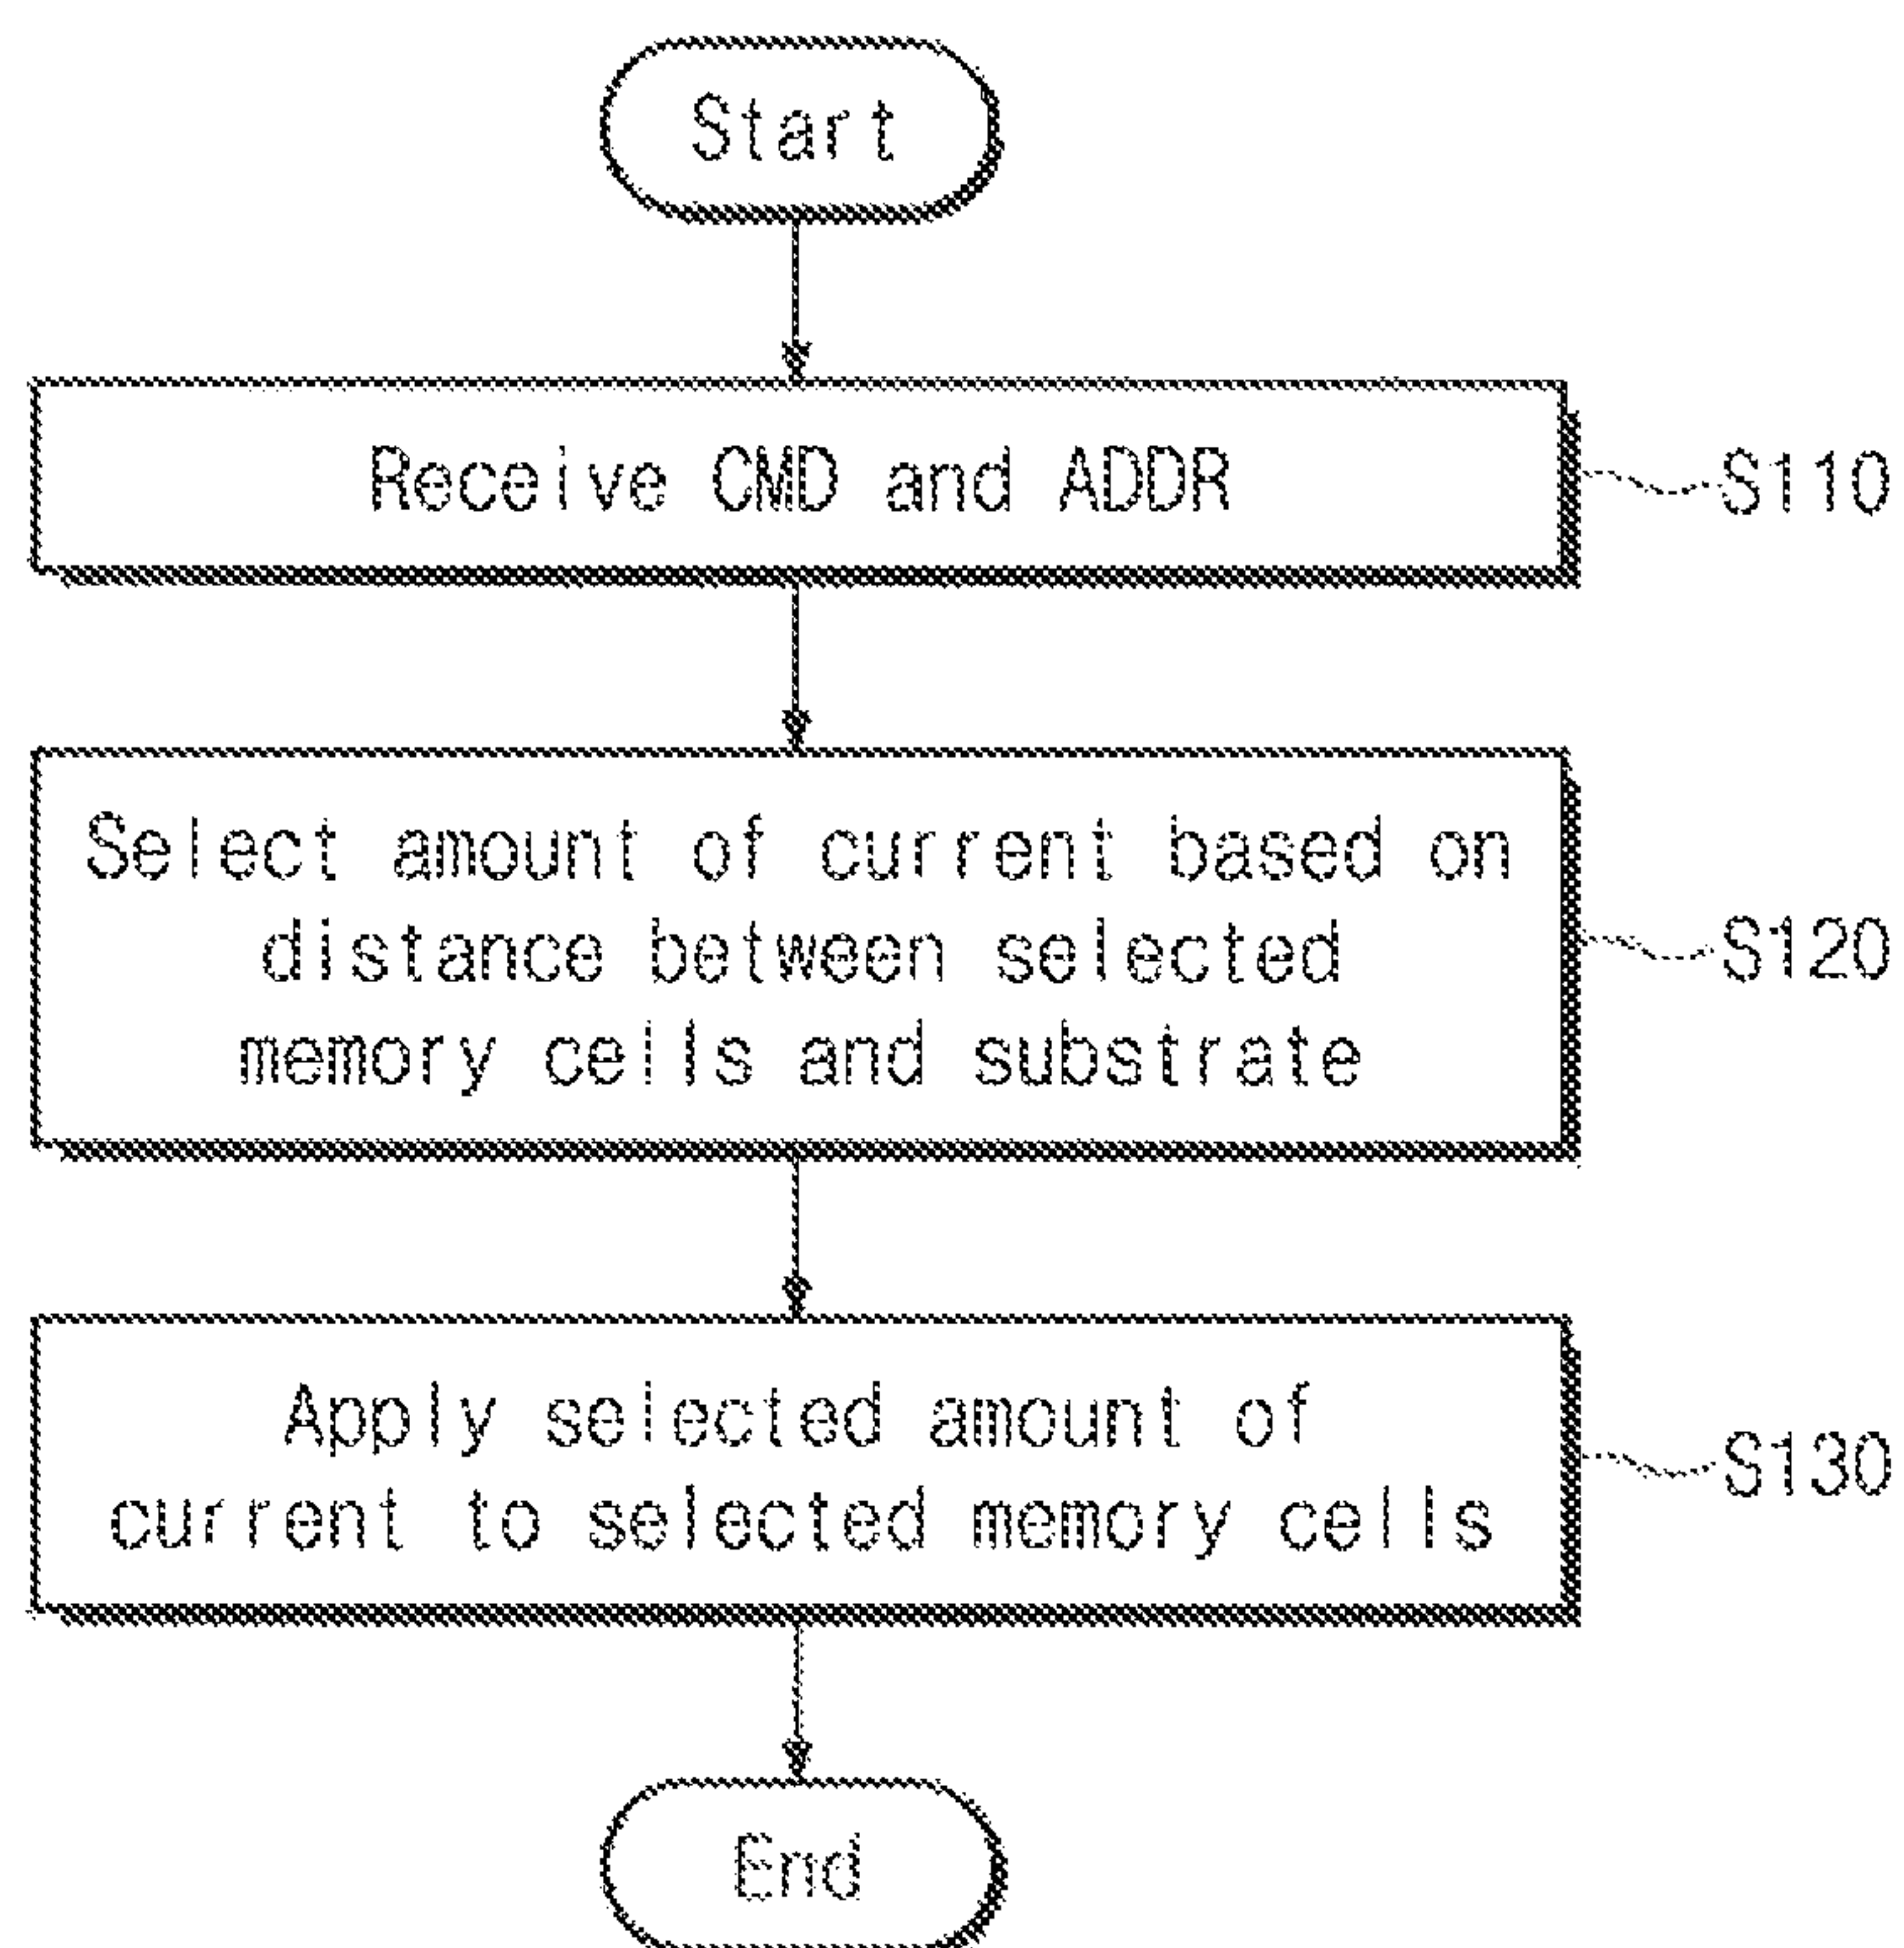 Start
Receive CMD and ADDR
S110
Select amount of current based on
distance between selected
memory cells and substrate
S120
Apply selected amount of
current to selected memory cells
S130
End